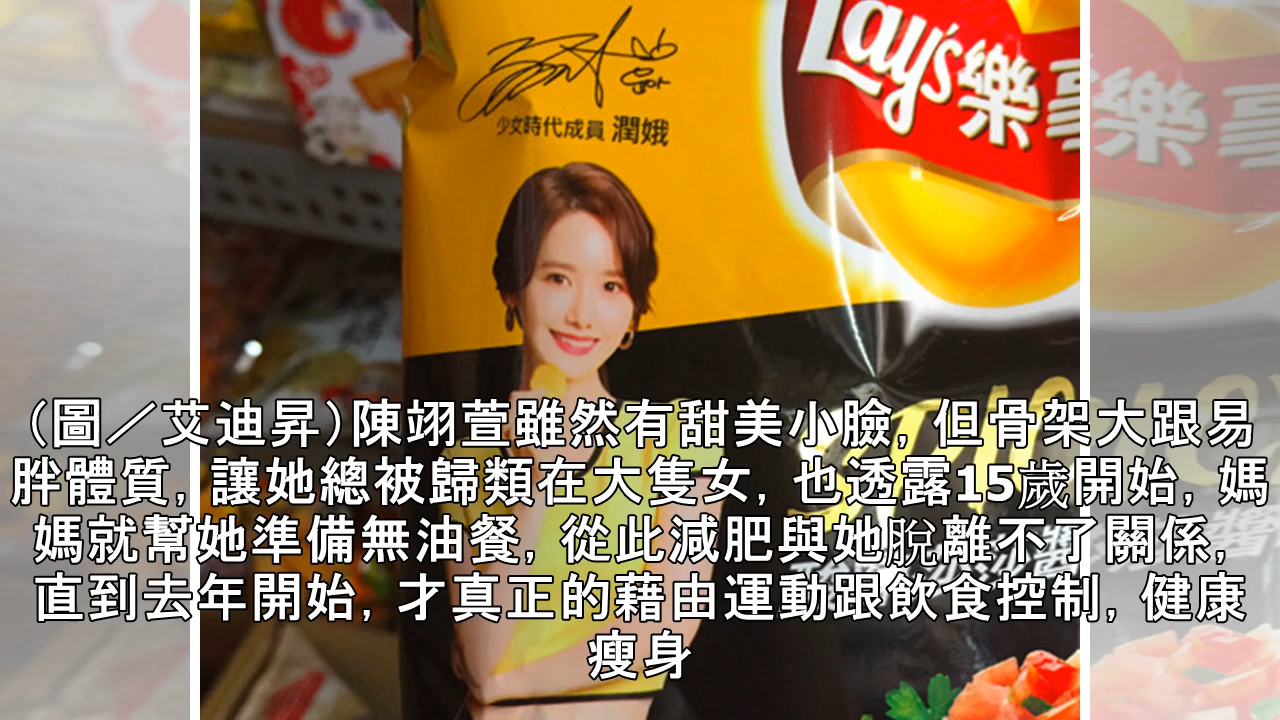 Lay's樂事
少女時代成員 潤娥
(圖／艾迪昇)陳翊萱雖然有甜美小臉, 但骨架大跟易
胖體質, 讓她總被歸類在大隻女, 也透露15歲開始, 媽
媽就幫她準備無油餐, 從此減肥與她脫離不了關係,
直到去年開始, 才真正的藉由運動跟飲食控制, 健康
瘦身